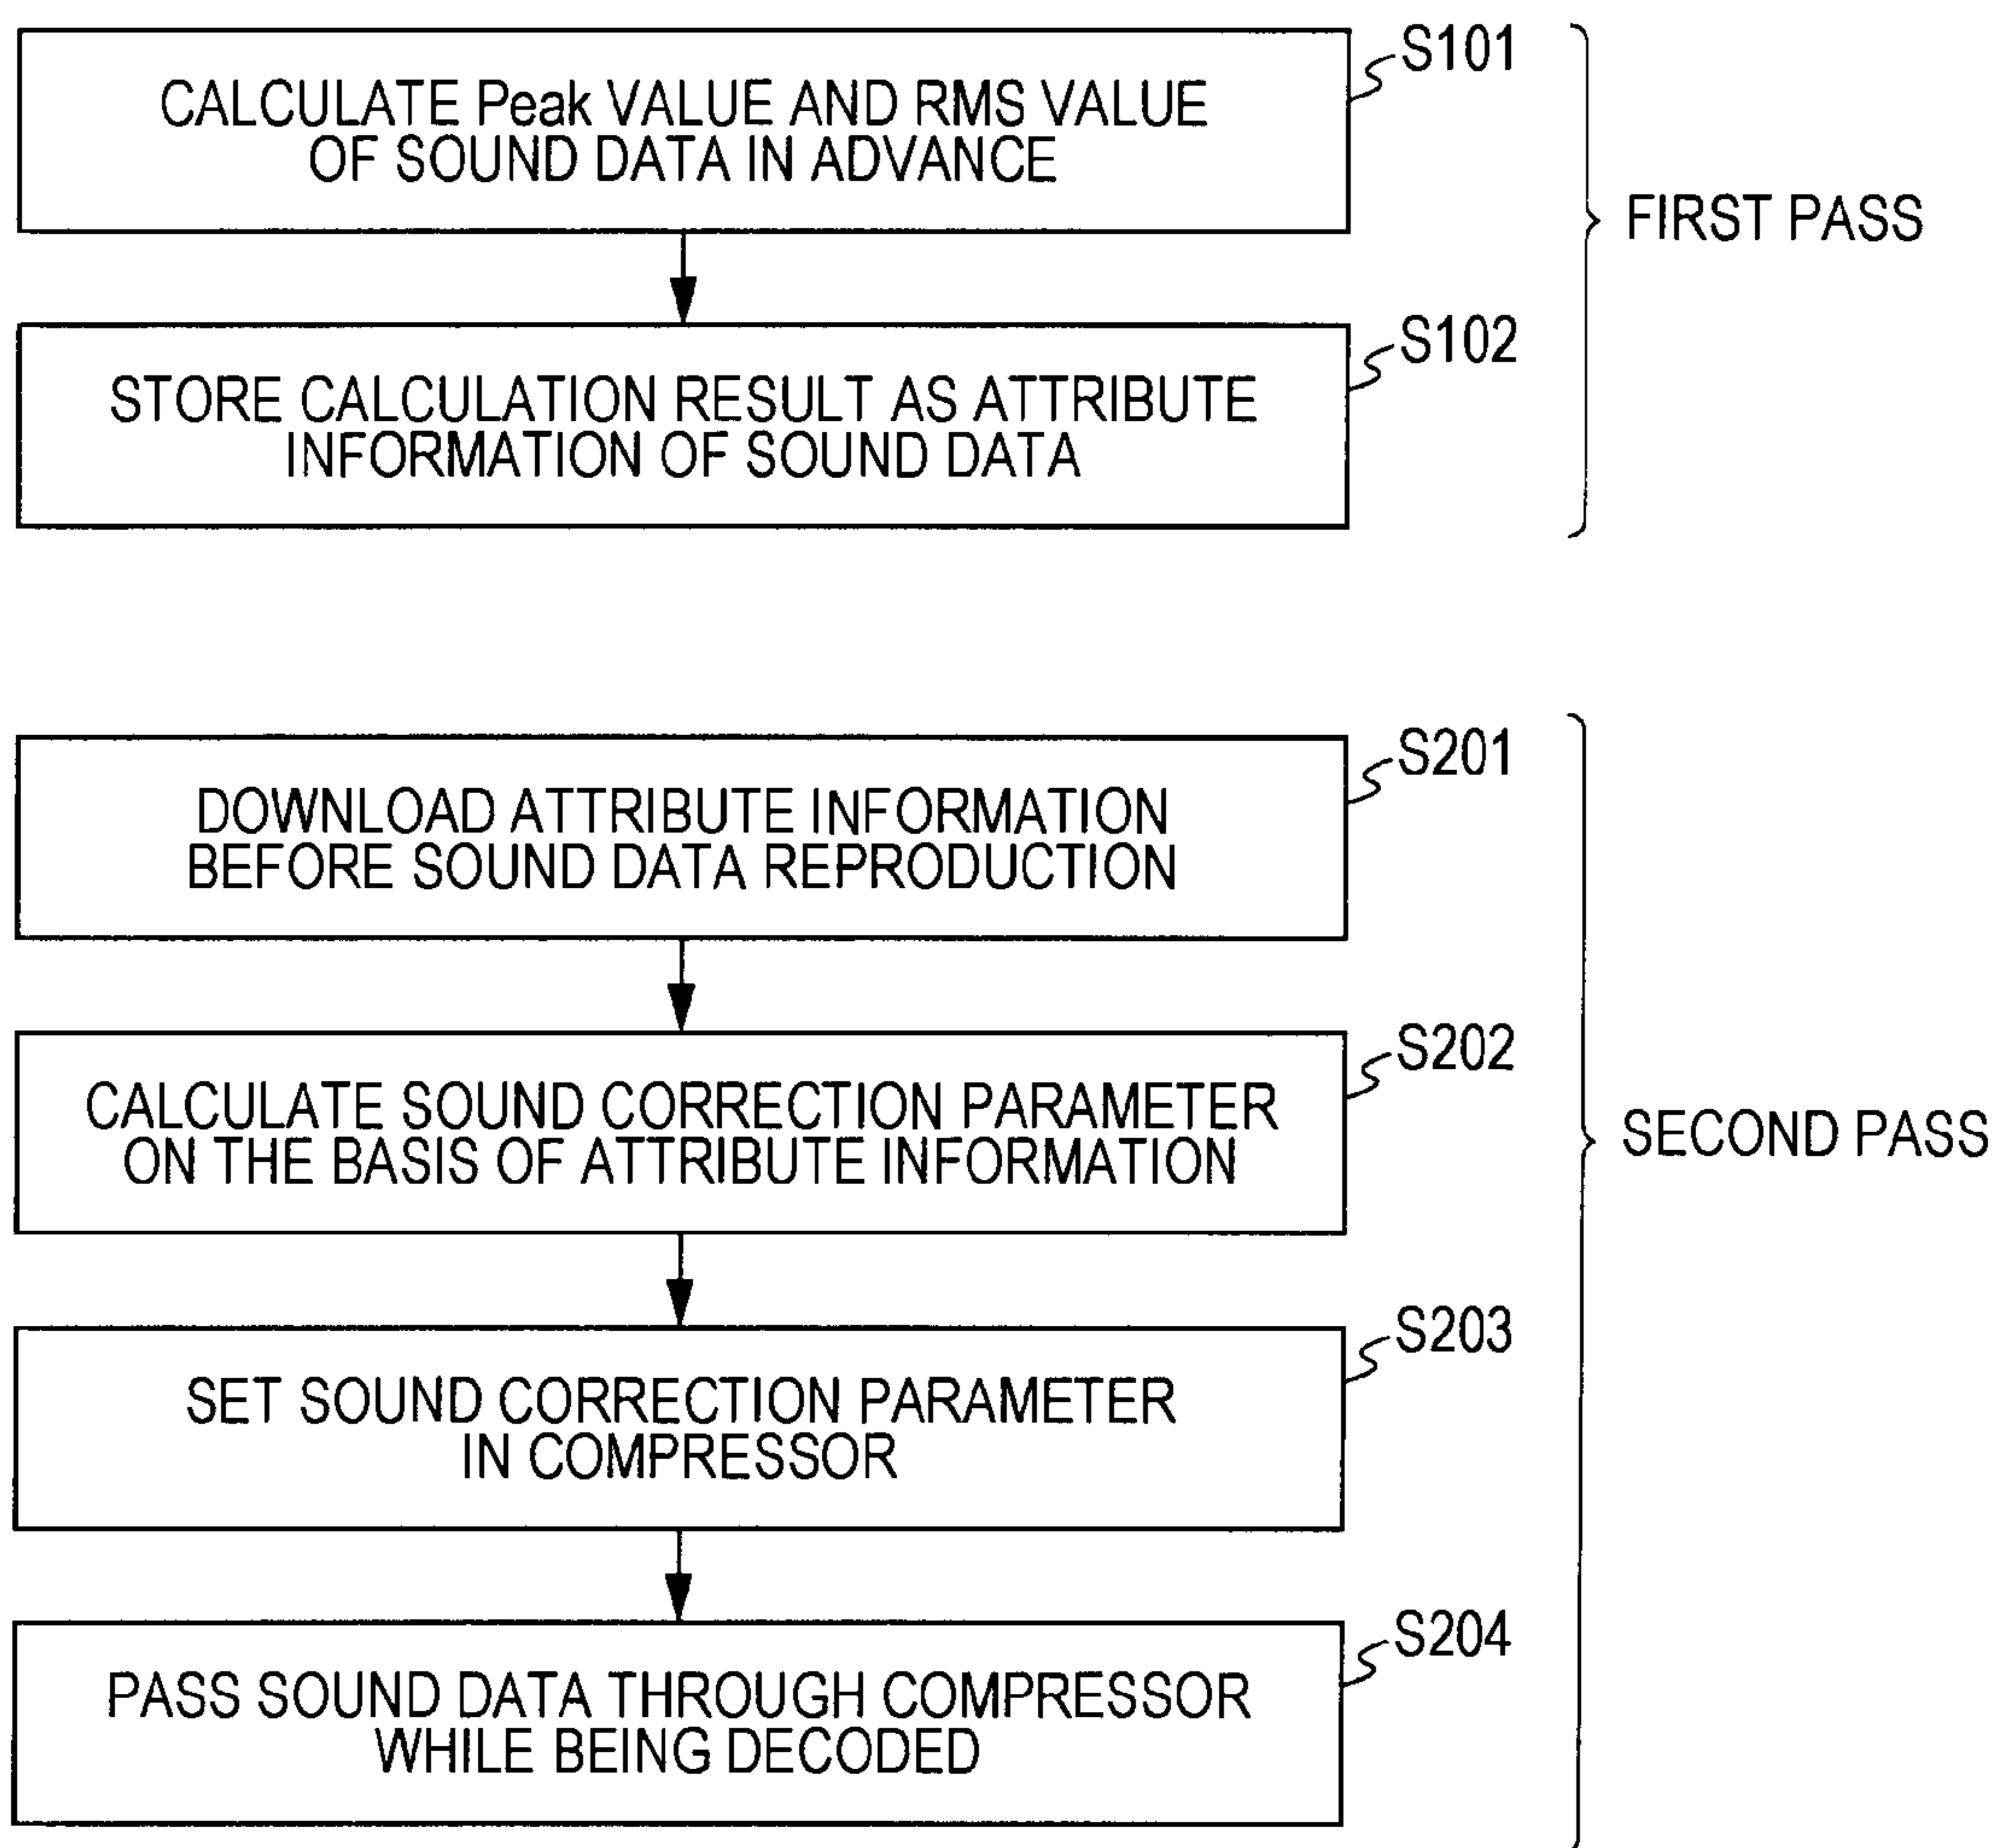 S101
CALCULATE Peak VALUE AND RMS VALUE
OF SOUND DATA IN ADVANCE
FIRST PASS
S102
STORE CALCULATION RESULT AS ATTRIBUTE
INFORMATION OF SOUND DATA
S201
DOWNLOAD ATTRIBUTE INFORMATION
BEFORE SOUND DATA REPRODUCTION
S202
CALCULATE SOUND CORRECTION PARAMETER
ON THE BASIS OF ATTRIBUTE INFORMATION
SECOND PASS
S203
SET SOUND CORRECTION PARAMETER
IN COMPRESSOR
S204
PASS SOUND DATA THROUGH COMPRESSOR
WHILE BEING DECODED